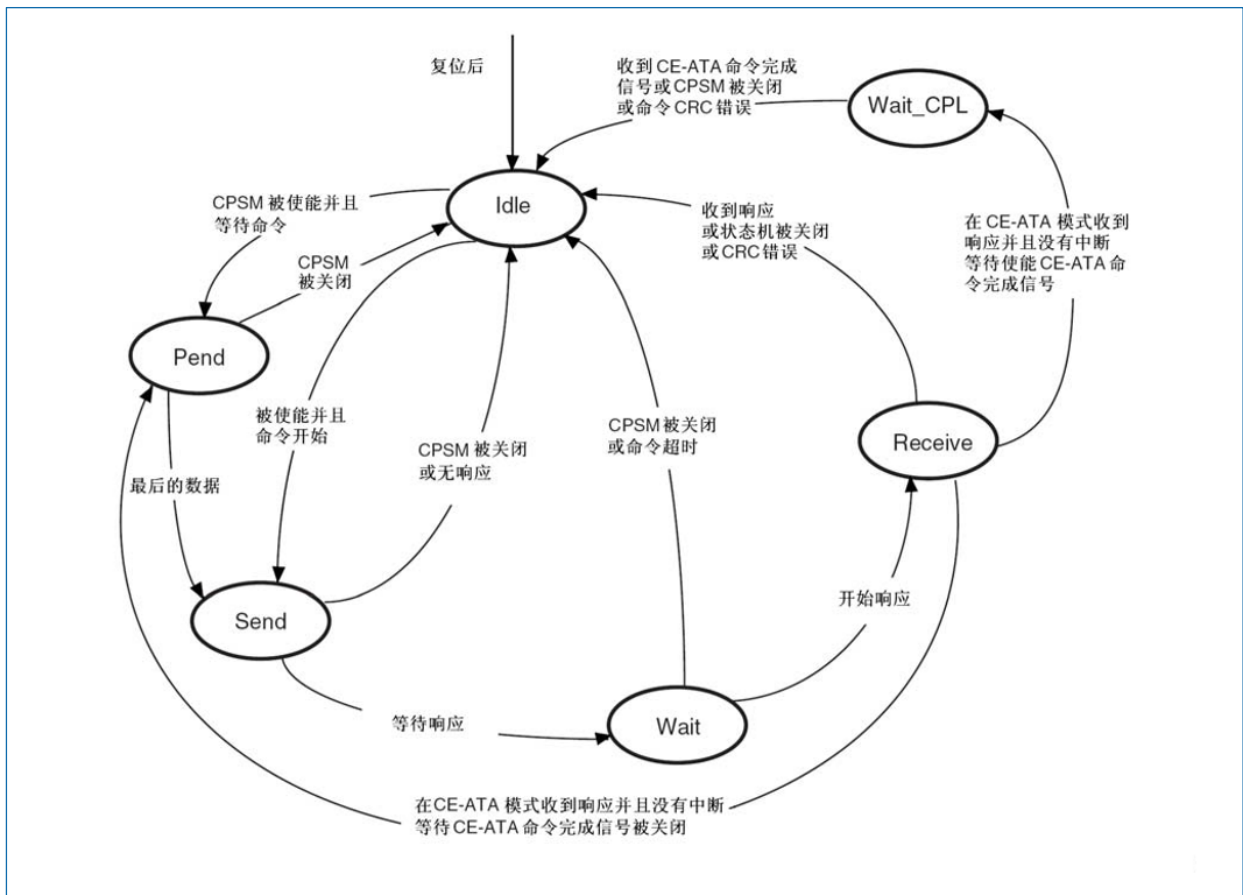 复位后
收到 CE-ATA 命令完成
信号或 CPSM 被关闭
或命令 CRC 错误
Wait_CPL
Idle
CPSM 被使能并且
等待命令
收到响应
或状态机被关闭
或CRC 错误
在 CE-ATA 模式收到
响应并且没有中断
等待使能 CE-ATA 命
令完成信号
CPSM
被关闭
Pend
被使能并且
命令开始
CPSM 被关闭
或无响应
CPSM 被关闭
或命令超时
Receive
最后的数据
Send
开始响应
等待响应
Wait
在CE-ATA 模式收到响应并且没有中断
等待 CE-ATA 命令完成信号被关闭